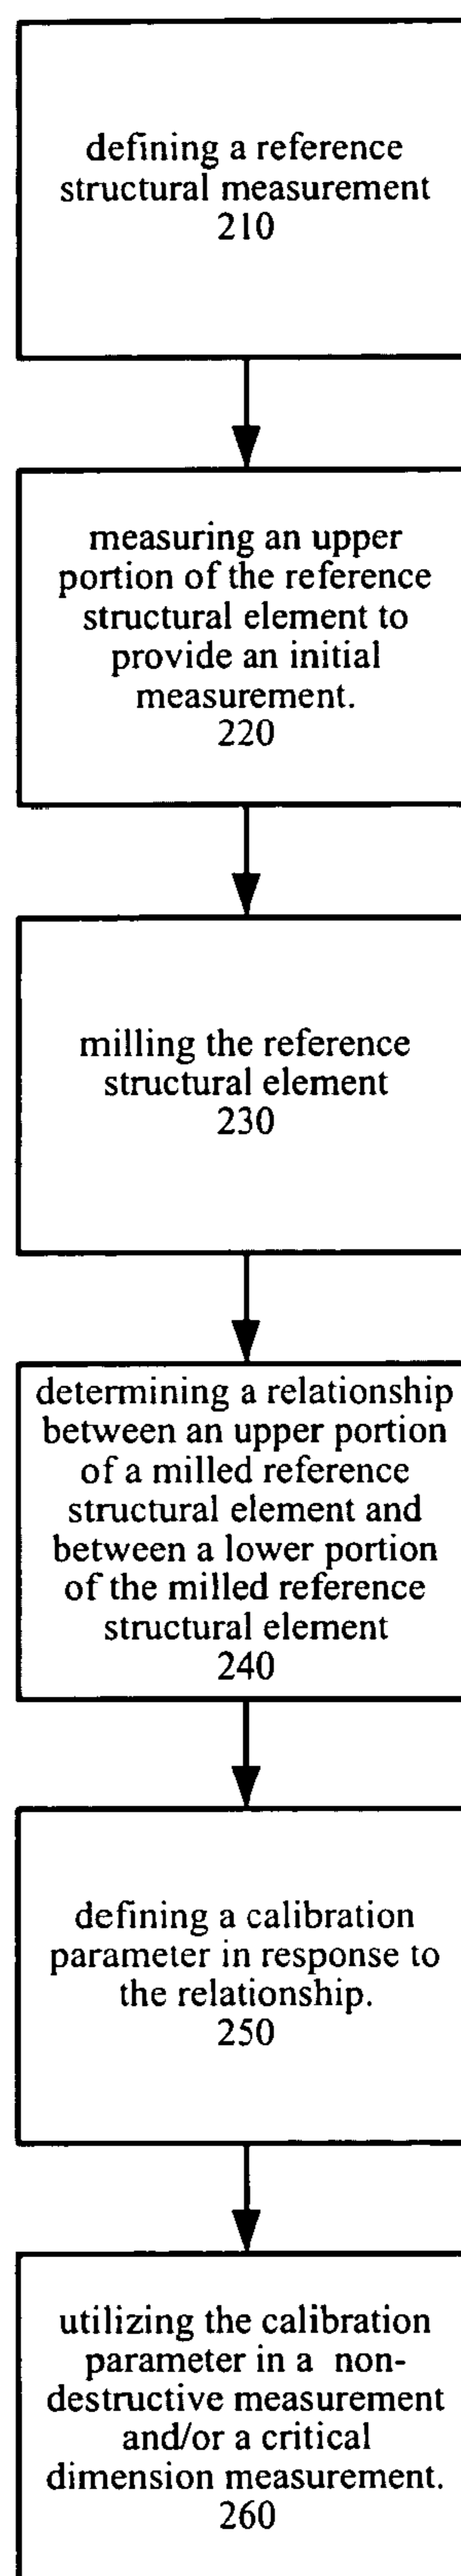 defining a reference
structural measurement
210
measuring an upper
portion of the reference
structural element to
provide an initial
measurement.
220
milling the reference
structural element
230
determining a relationship
between an upper portion
of a milled reference
structural element and
between a lower portion
of the milled reference
structural element
240
defining a calibration
parameter in response to
the relationship.
250
utilizing the calibration
parameter in a non-
destructive measurement
and/or a critical
dimension measurement.
260